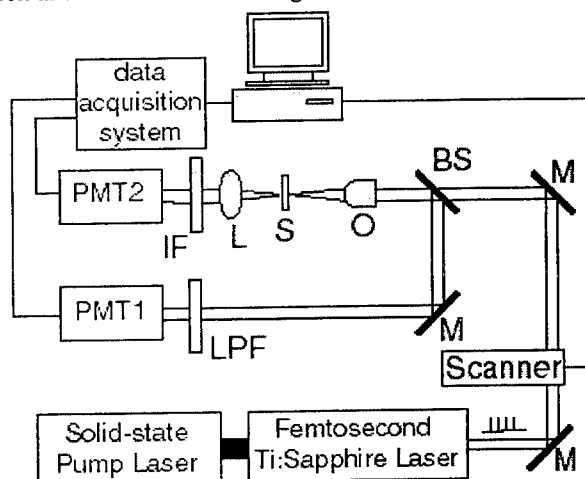 data
acquisition
system
PMT2
IF
L
S
O
BS
M
PMT1
LPF
M
Scanner
Solid-state
Pump Laser
Femtosecond
Ti:Sapphire Laser
M